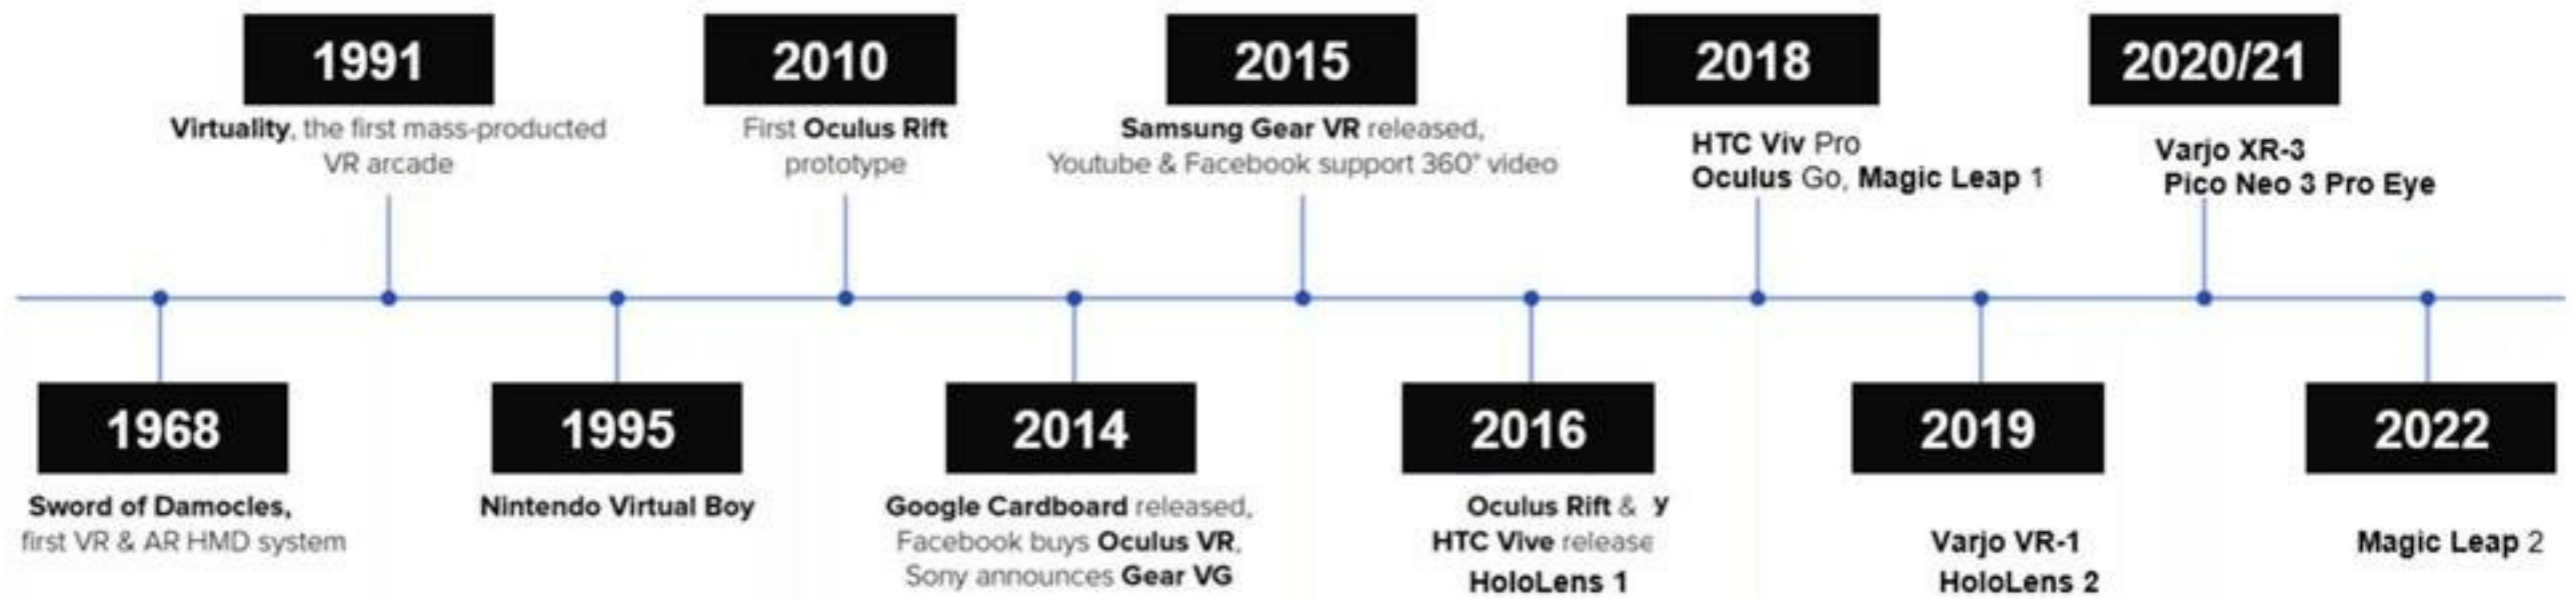 1991
Virtuality, the first mass-producted
VR arcade
2010
First Oculus Rift
prototype
2015
Samsung Gear VR released,
Youtube & Facebook support 360° video
2018
HTC Viv Pro
Oculus Go, Magic Leap 1
2020/21
Varjo XR-3
Pico Neo 3 Pro Eye
1968
Sword of Damocles,
first VR & AR HMD system
1995
Nintendo Virtual Boy
2014
Google Cardboard released,
Facebook buys Oculus VR,
Sony announces Gear VG
2016
Oculus Rift & y
HTC Vive release
HoloLens 1
2019
Varjo VR-1
HoloLens 2
2022
Magic Leap 2